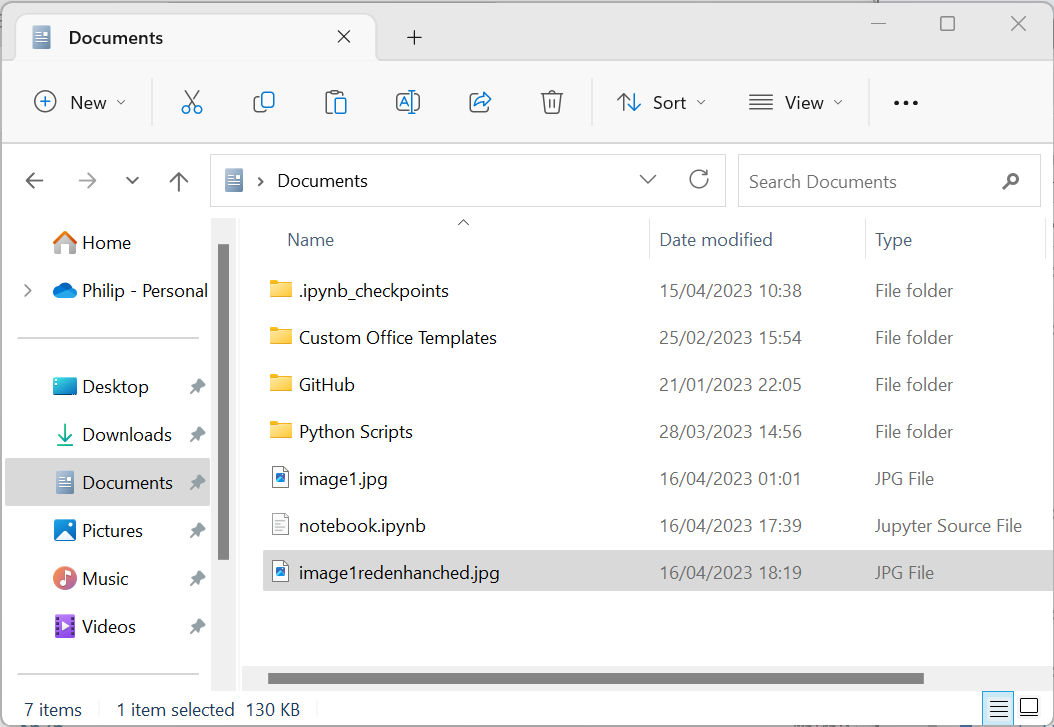 Documents
New
Sort
View
Documents
Search Documents
Home
Philip - Personal
Desktop
Downloads
Documents
Pictures
Music
Videos
Name Date modified Type
.ipynb_checkpoints 15/04/2023 10:38 File folder
Custom Office Templates 25/02/2023 15:54 File folder
GitHub 21/01/2023 22:05 File folder
Python Scripts 28/03/2023 14:56 File folder
image1.jpg 16/04/2023 01:01 JPG File
notebook.ipynb 16/04/2023 17:39 Jupyter Source File
image1redenhanched.jpg 16/04/2023 18:19 JPG File
7 items 1 item selected 130 KB